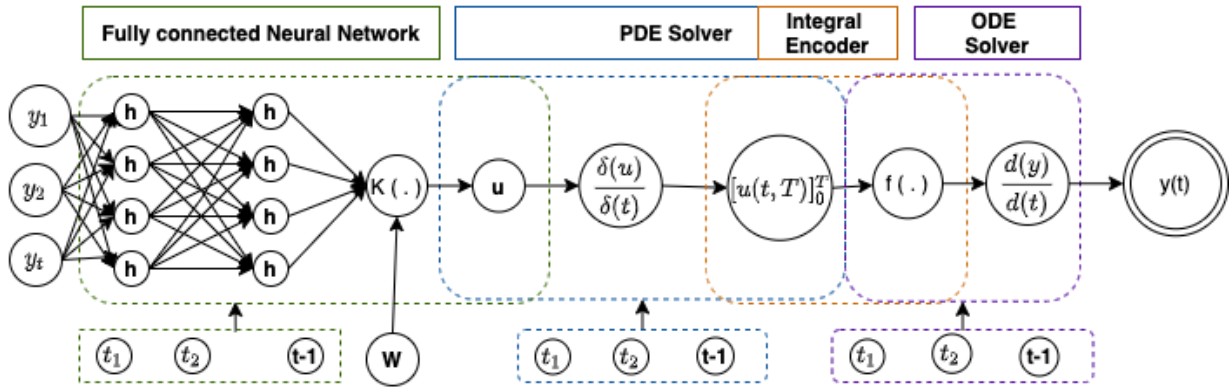 Fully connected Neural Network
PDE Solver
Integral
Encoder
ODE
Solver
y₁
y₂
yₜ
h h
h h
h h
h h
K ( . )
u
δ(u)
δ(t)
[u(t, T)]₀ᵀ
f ( . )
d(y)
d(t)
y(t)
t₁ t₂ t-1
W
t₁ t₂ t-1
t₁ t₂ t-1